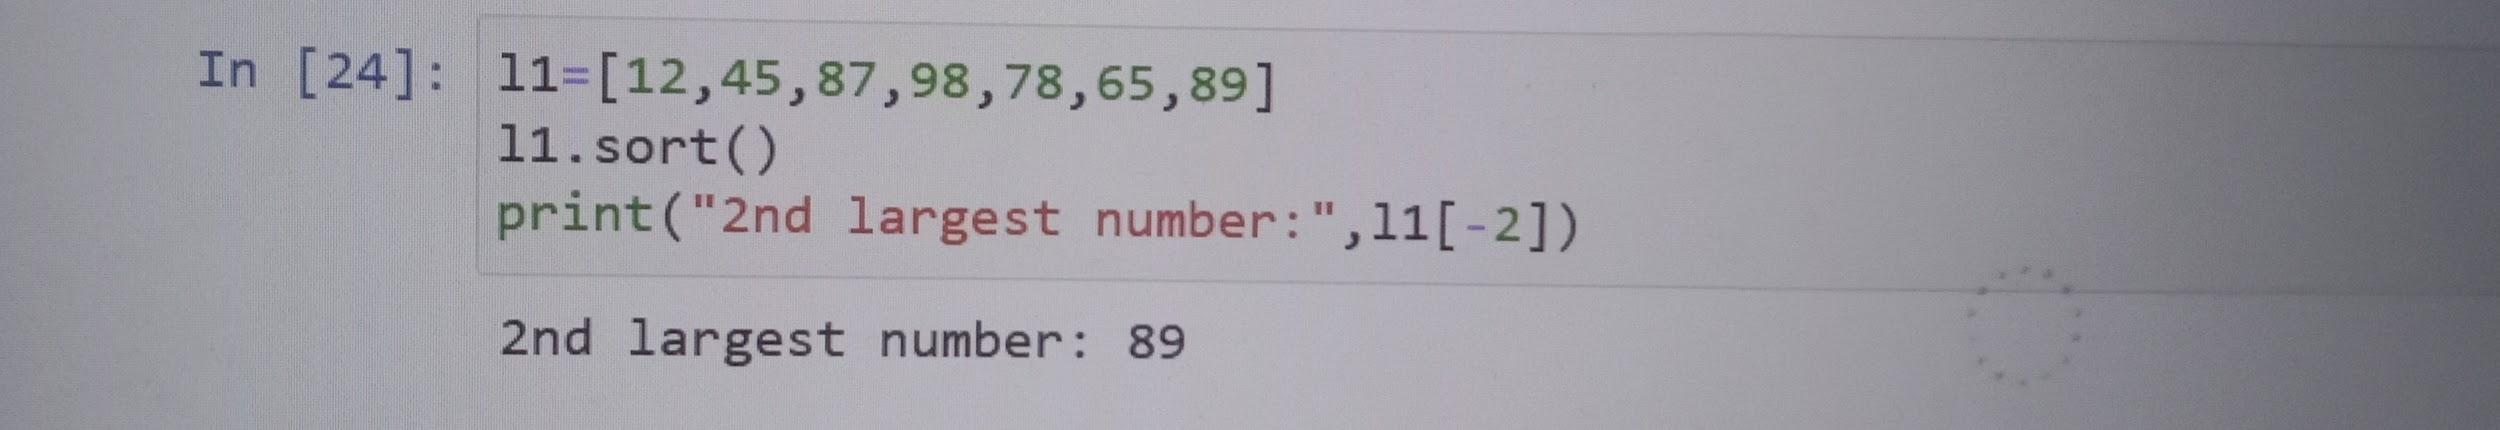 In [24]: l1=[12,45,87,98,78,65,89]
l1.sort()
print("2nd largest number:",l1[-2])
2nd largest number: 89